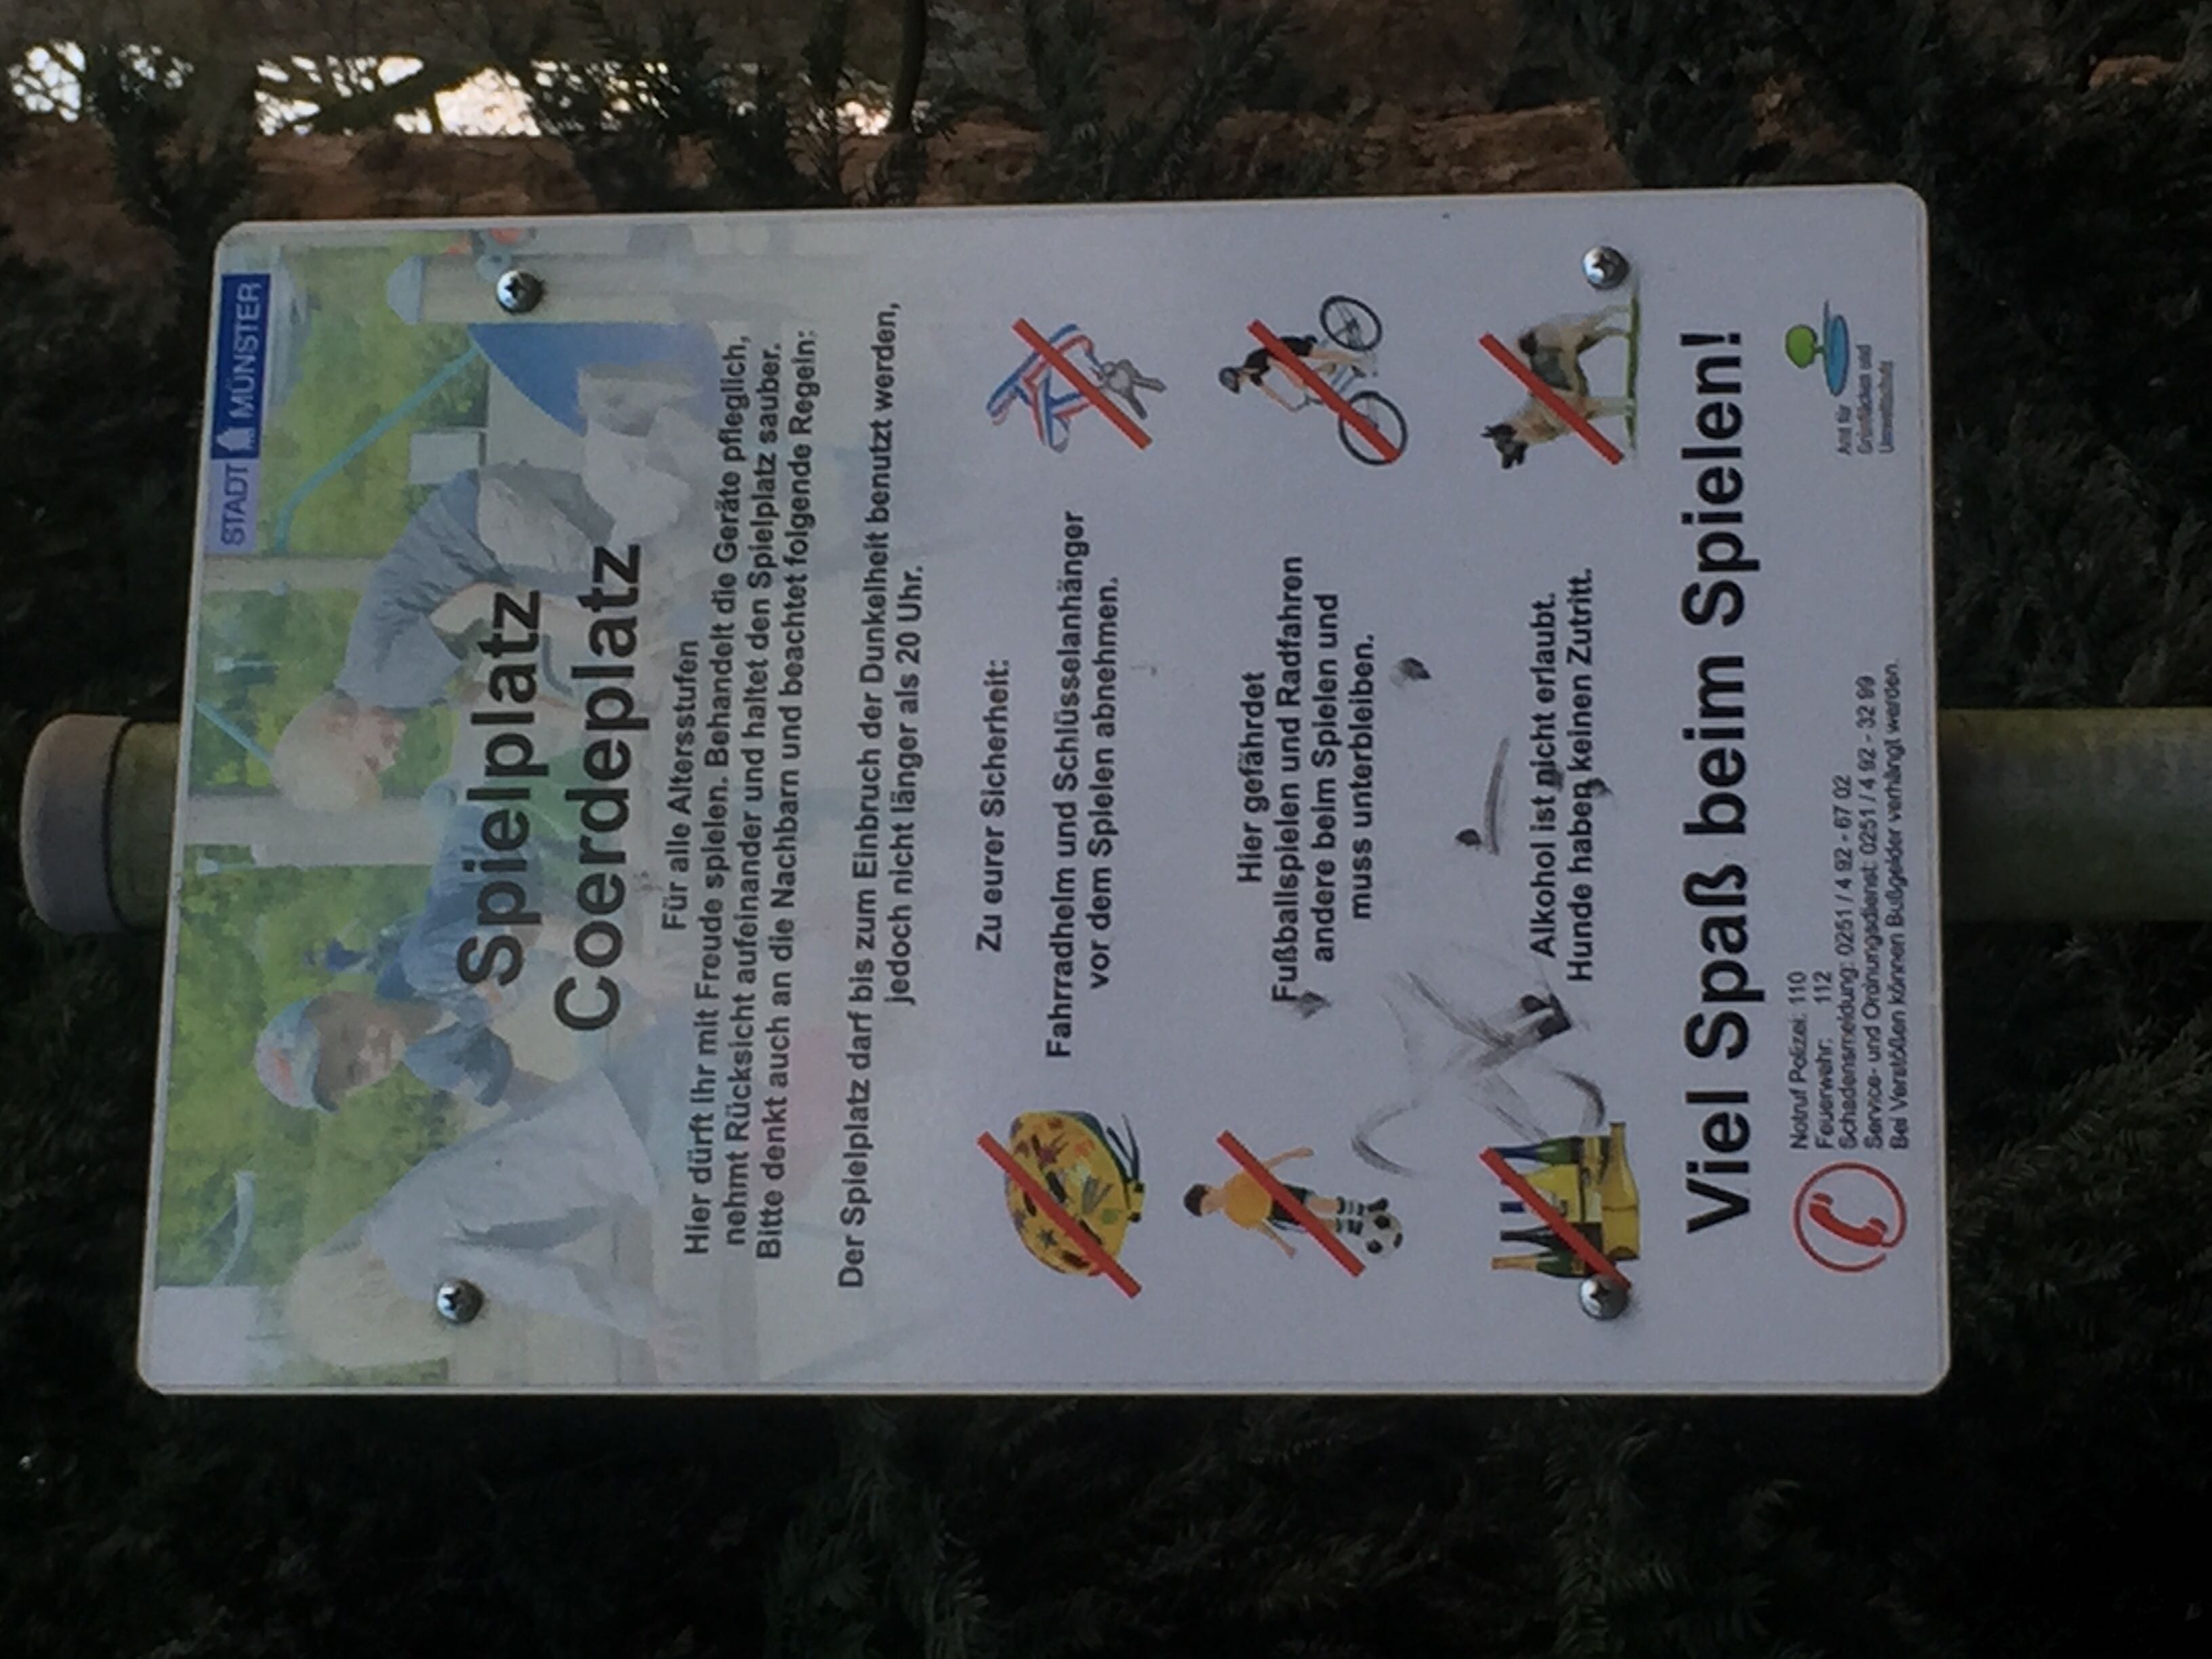 STADT MÜNSTER
Spielplatz
Coerdeplatz
Für alle Altersstufen
Hier dürft Ihr mit Freude spielen. Behandelt die Geräte pfleglich,
nehmt Rücksicht aufeinander und haltet den Spielplatz sauber.
Bitte denkt auch an die Nachbarn und beachtet folgende Regeln:
Der Spielplatz darf bis zum Einbruch der Dunkelheit benutzt werden,
jedoch nicht länger als 20 Uhr.
Zu eurer Sicherheit:
Fahrradhelm und Schlüsselanhänger
vor dem Spielen abnehmen.
Hier gefährdet
Fußballspielen und Radfahren
andere beim Spielen und
muss unterbleiben.
Alkohol ist nicht erlaubt.
Hunde haben keinen Zutritt.
Viel Spaß beim Spielen!
Notruf Polizei: 110
Feuerwehr: 112
Schadensmeldung: 0251 / 4 92 - 67 02
Service- und Ordnungsdienst: 0251 / 4 92 - 32 99
Bei Verstößen können Bußgelder verhängt werden.
Amt für
Grünflächen und
Umweltschutz